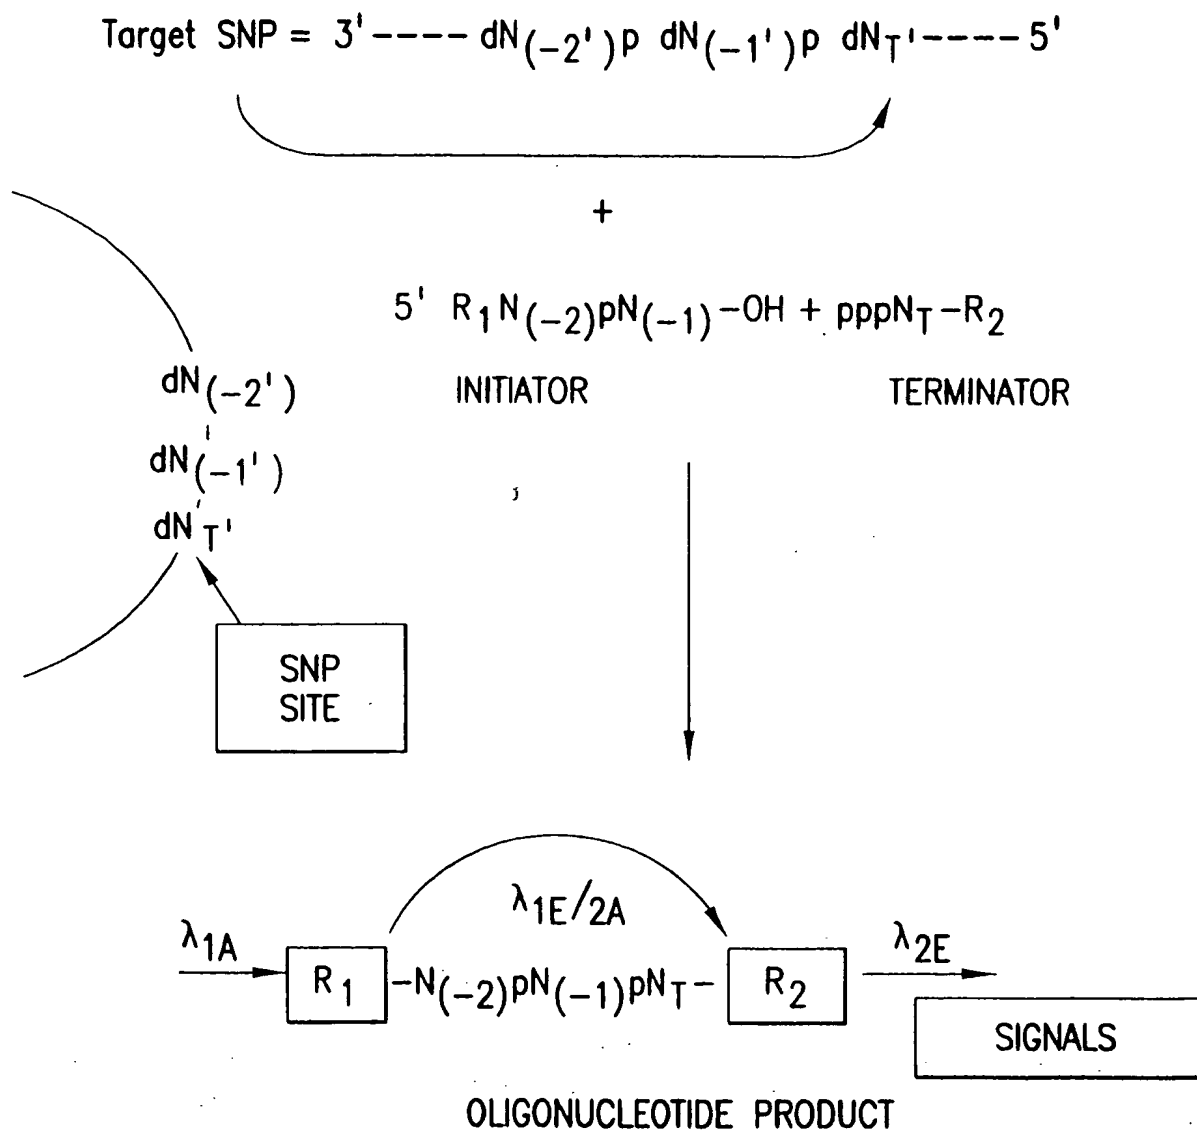 Target SNP = 3'---- dN(-2')p dN(-1')p dNT'----5'
+
5' R1N(-2)pN(-1)-OH + pppNT-R2
INITIATOR TERMINATOR
dN(-2')
dN(-1')
dNT'
SNP
SITE
λ1A
λ1E/2A
λ2E
R1 -N(-2)pN(-1)pNT- R2
SIGNALS
OLIGONUCLEOTIDE PRODUCT